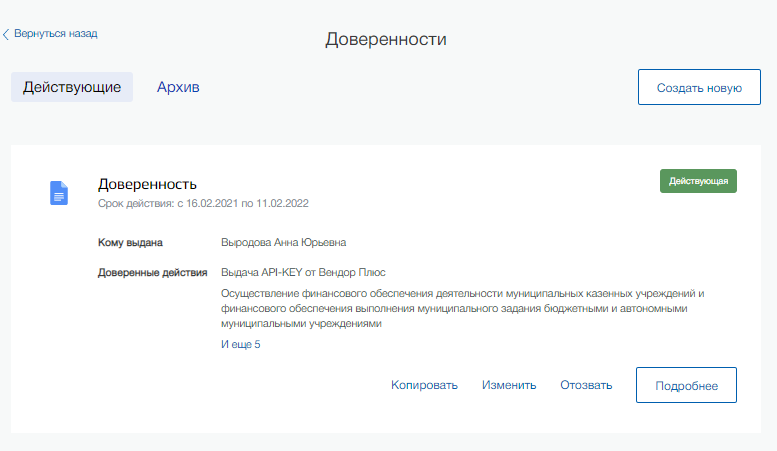 Вернуться назад
Доверенности
Действующие
Архив
Создать новую
Доверенность
Действующая
Срок действия: с 16.02.2021 по 11.02.2022
Кому выдана
Выродова Анна Юрьевна
Доверенные действия
Выдача API-KEY от Вендор Плюс
Осуществление финансового обеспечения деятельности муниципальных казенных учреждений и
финансового обеспечения выполнения муниципального задания бюджетными и автономными
муниципальными учреждениями
И еще 5
Копировать
Изменить
Отозвать
Подробнее